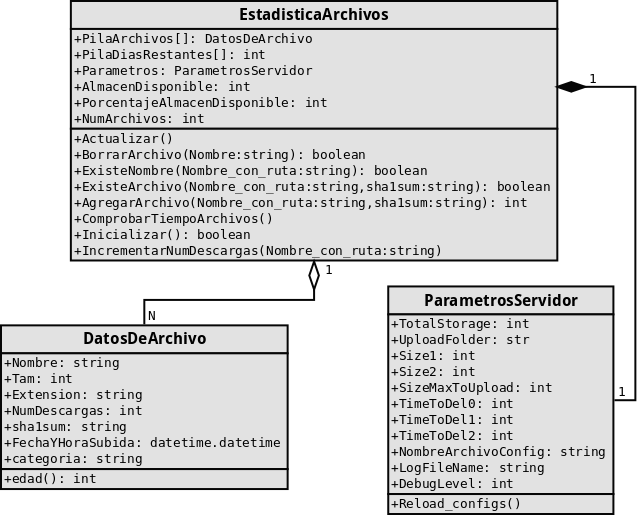 EstadisticaArchivos
+PilaArchivos[]: DatosDeArchivo
+PilaDiasRestantes[]: int
+Parametros: ParametrosServidor
+AlmacenDisponible: int
+PorcentajeAlmacenDisponible: int
+NumArchivos: int
+Actualizar()
+BorrarArchivo(Nombre:string): boolean
+ExisteNombre(Nombre_con_ruta:string): boolean
+ExisteArchivo(Nombre_con_ruta:string,sha1sum:string): boolean
+AgregarArchivo(Nombre_con_ruta:string,sha1sum:string): int
+ComprobarTiempoArchivos()
+Inicializar(): boolean
+IncrementarNumDescargas(Nombre_con_ruta:string)
1
1
N
DatosDeArchivo
+Nombre: string
+Tam: int
+Extension: string
+NumDescargas: int
+sha1sum: string
+FechaYHoraSubida: datetime.datetime
+categoria: string
+edad(): int
ParametrosServidor
+TotalStorage: int
+UploadFolder: str
+Size1: int
+Size2: int
+SizeMaxToUpload: int
+TimeToDel0: int
+TimeToDel1: int
+TimeToDel2: int
+NombreArchivoConfig: string
+LogFileName: string
+DebugLevel: int
+Reload_configs()
1